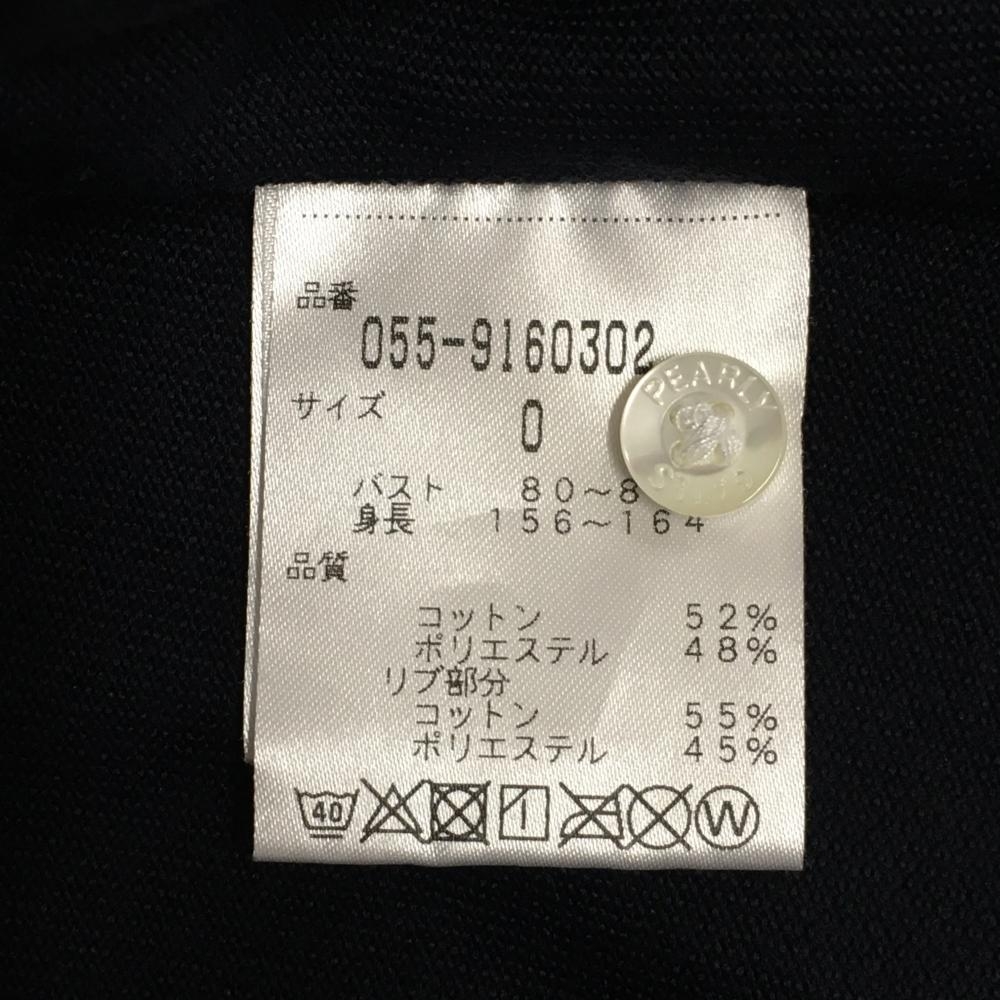 品番
055-9160302
サイズ 0
バスト 80～8
身長 156～164
品質
コットン 52%
ポリエステル 48%
リブ部分
コットン 55%
ポリエステル 45%
40
W
PEARLY